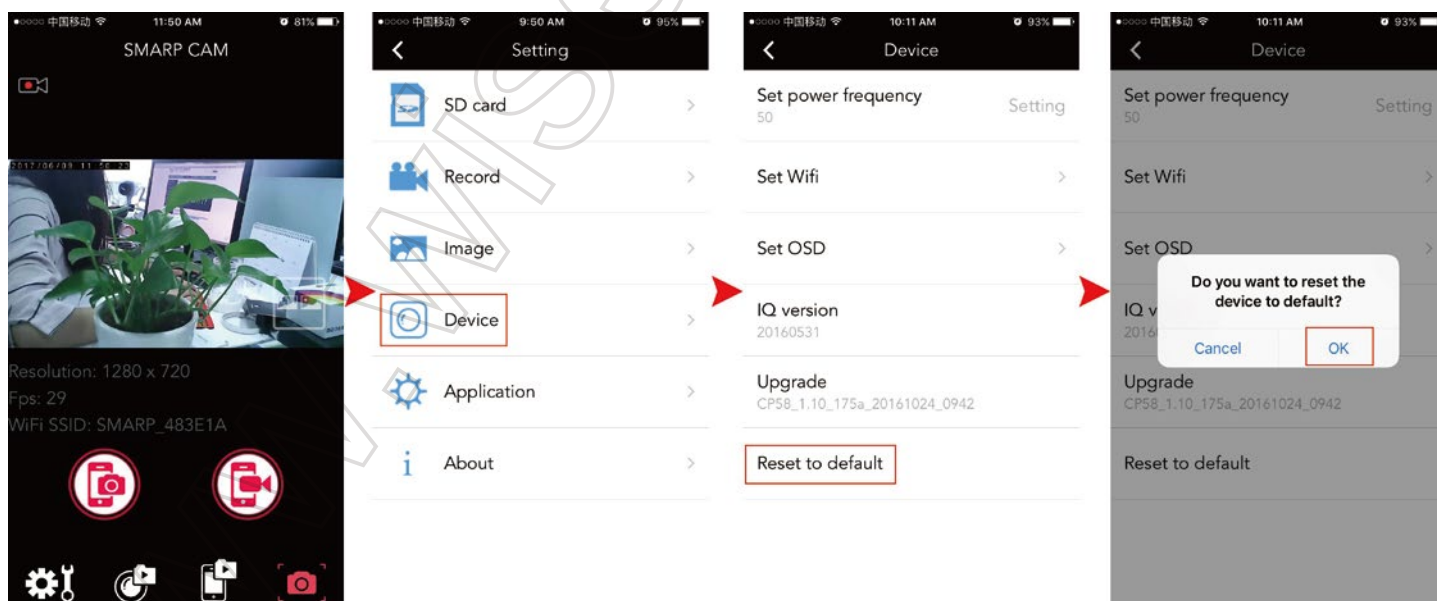 中国移动 11:50 AM 81%
SMARP CAM
2017/06/09 11:50:23
Resolution: 1280 x 720
Fps: 29
WiFi SSID: SMARP_483E1A
中国移动 9:50 AM 95%
Setting
SD card
Record
Image
Device
Application
About
中国移动 10:11 AM 93%
Device
Set power frequency
50
Setting
Set Wifi
Set OSD
IQ version
20160531
Upgrade
CP58_1.10_175a_20161024_0942
Reset to default
中国移动 10:11 AM 93%
Device
Set power frequency
50
Setting
Set Wifi
Set OSD
Do you want to reset the
device to default?
IQ v
2016
Cancel OK
Upgrade
CP58_1.10_175a_20161024_0942
Reset to default